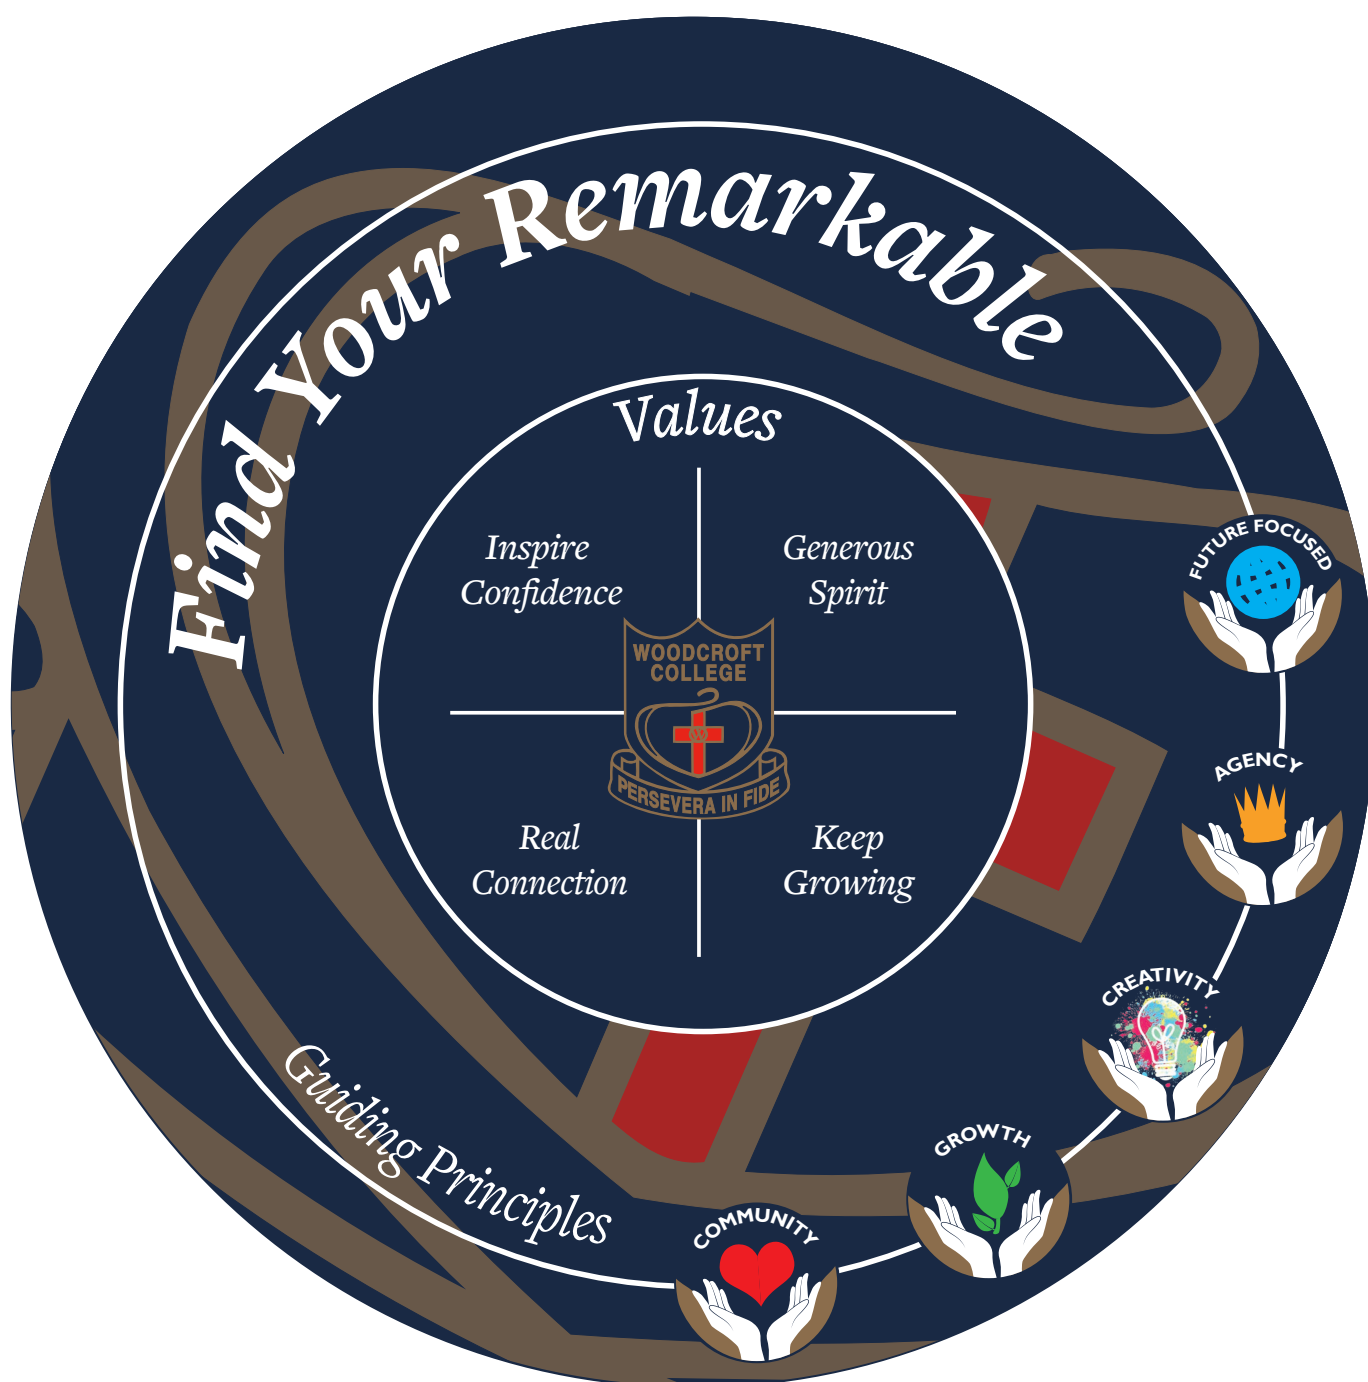 Find Your Remarkable
Values
Inspire
Confidence
Generous
Spirit
WOODCROFT
COLLEGE
W
PERSEVERA IN FIDE
Real
Connection
Keep
Growing
FUTURE FOCUSED
AGENCY
CREATIVITY
GROWTH
COMMUNITY
Guiding Principles